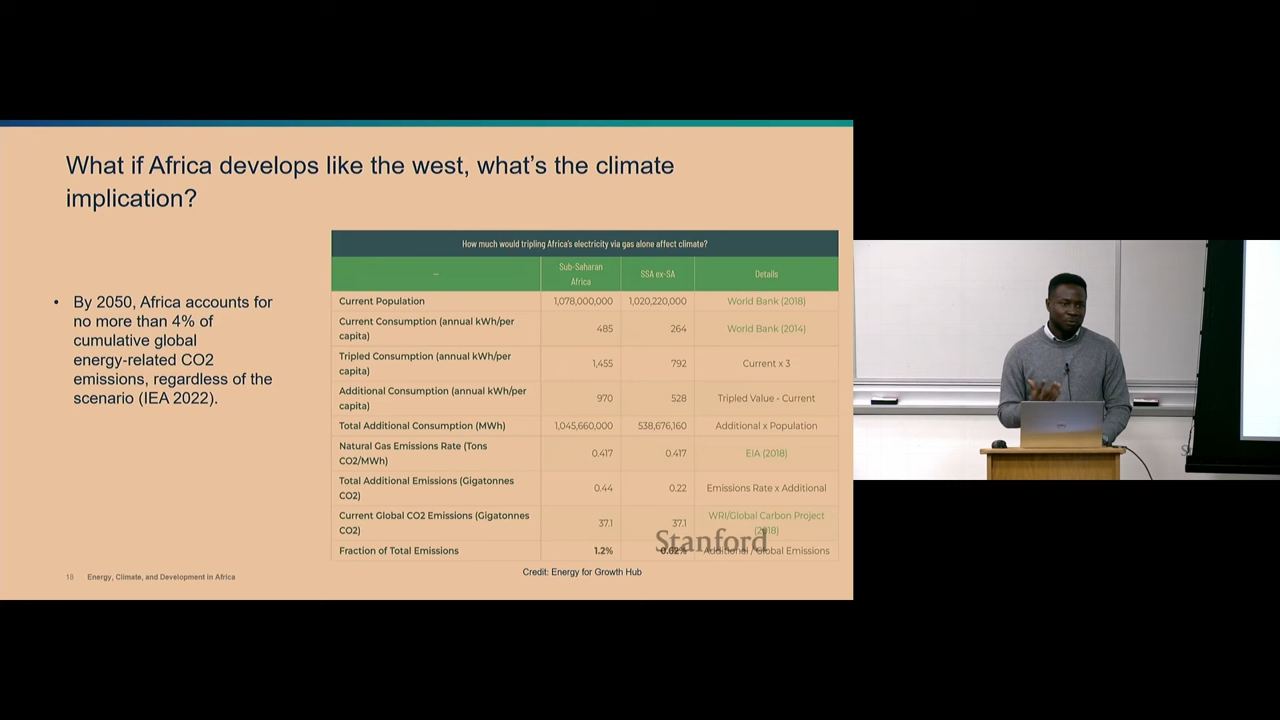 What if Africa develops like the west, what's the climate
implication?
• By 2050, Africa accounts for
no more than 4% of
cumulative global
energy-related CO2
emissions, regardless of the
scenario (IEA 2022).
How much would tripling Africa's electricity via gas alone affect climate?
— Sub-Saharan Africa SSA ex-SA Details
Current Population 1,078,000,000 1,020,220,000 World Bank (2018)
Current Consumption (annual kWh/per capita) 485 264 World Bank (2014)
Tripled Consumption (annual kWh/per capita) 1,455 792 Current x 3
Additional Consumption (annual kWh/per capita) 970 528 Tripled Value - Current
Total Additional Consumption (MWh) 1,045,660,000 538,676,160 Additional x Population
Natural Gas Emissions Rate (Tons CO2/MWh) 0.417 0.417 EIA (2018)
Total Additional Emissions (Gigatonnes CO2) 0.44 0.22 Emissions Rate x Additional
Current Global CO2 Emissions (Gigatonnes CO2) 37.1 37.1 WRI/Global Carbon Project (2018)
Fraction of Total Emissions 1.2% 0.62% Additional / Global Emissions
Stanford
Credit: Energy for Growth Hub
18 Energy, Climate, and Development in Africa